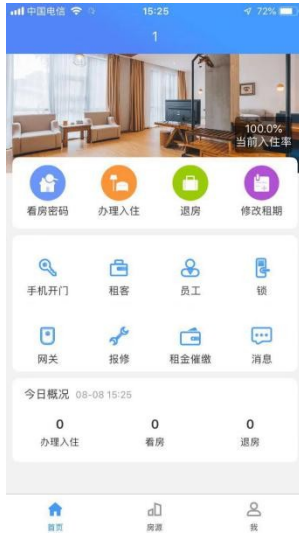 中国电信 15:25 72%
1
100.0%
当前入住率
看房密码 办理入住 退房 修改租期
手机开门 租客 员工 锁
网关 报修 租金催缴 消息
今日概况 08-08 15:25
0 0 0
办理入住 看房 退房
首页 房源 我